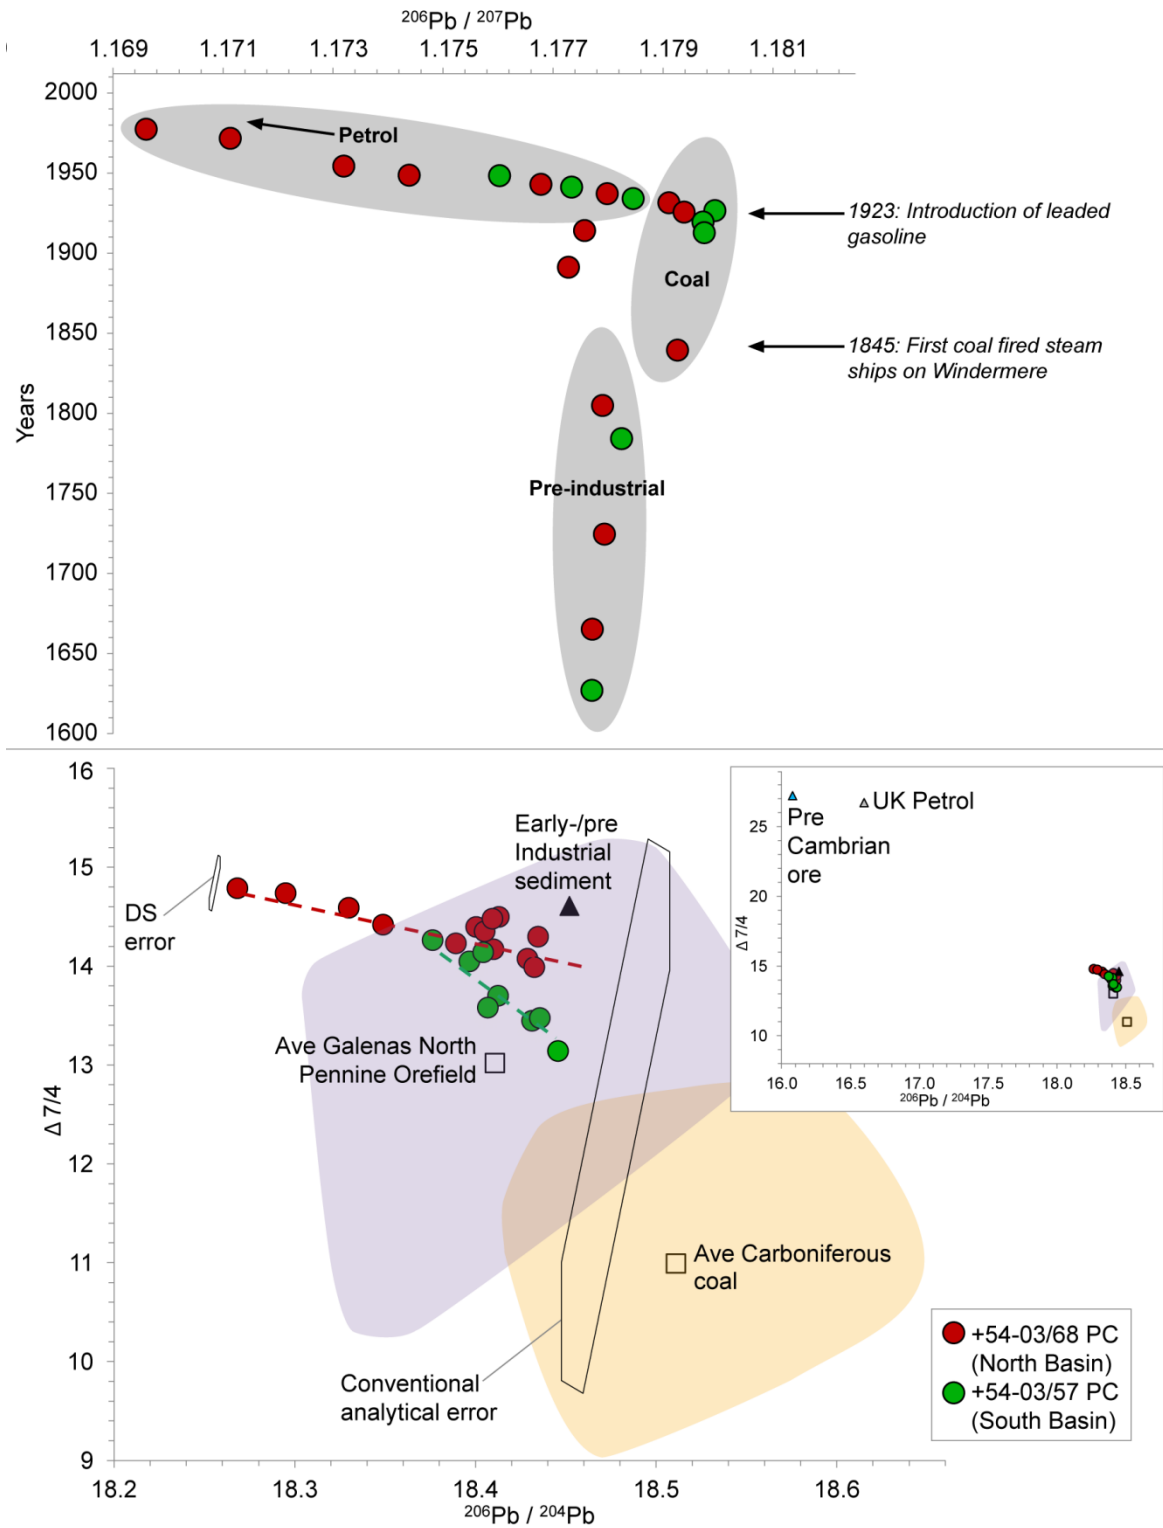 ²⁰⁶Pb / ²⁰⁷Pb
1.169 1.171 1.173 1.175 1.177 1.179 1.181
2000
1950
1900
1850
1800
1750
1700
1650
1600
Years
Petrol
Coal
Pre-industrial
1923: Introduction of leaded
gasoline
1845: First coal fired steam
ships on Windermere
16
15
14
12
11
10
9
Δ 7/4
18.2 18.3 18.4 18.5 18.6
²⁰⁶Pb / ²⁰⁴Pb
DS
error
Early-/pre
Industrial
sediment
Ave Galenas North
Pennine Orefield
13
Ave Carboniferous
coal
Conventional
analytical error
Pre
Cambrian
ore
UK Petrol
25
20
15
10
Δ 7/4
16.0 16.5 17.0 17.5 18.0 18.5
²⁰⁶Pb / ²⁰⁴Pb
+54-03/68 PC
(North Basin)
+54-03/57 PC
(South Basin)